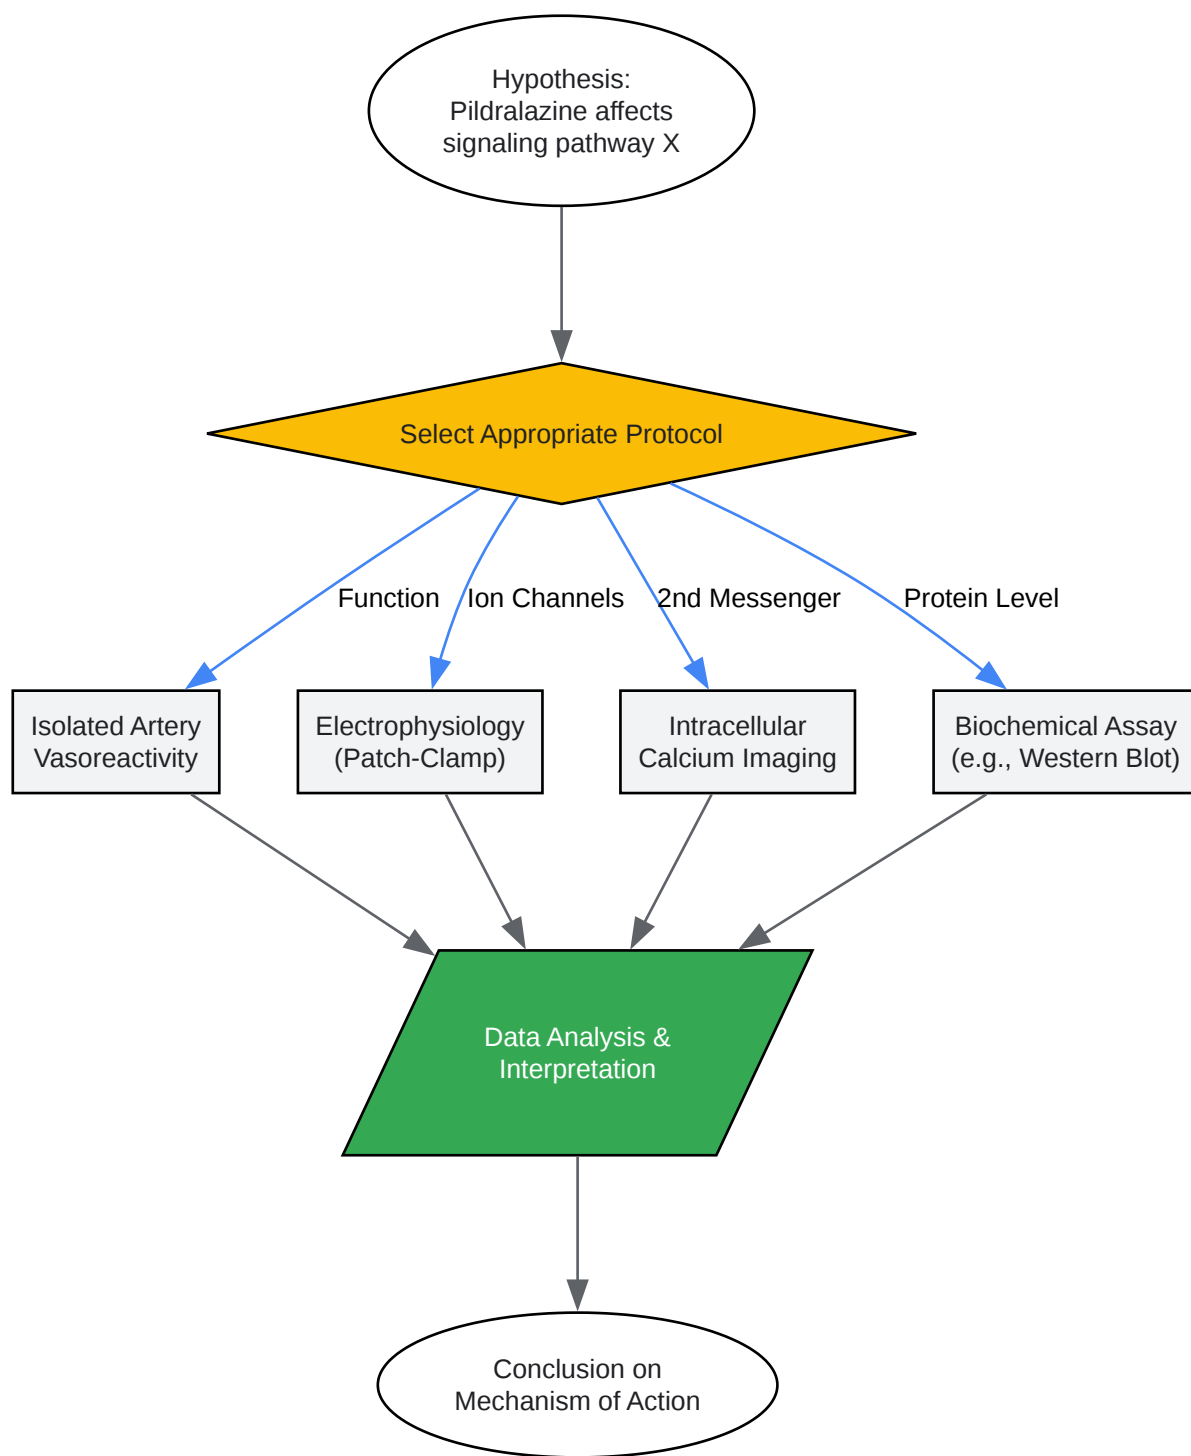 Hypothesis:
Pildralazine affects
signaling pathway X
Select Appropriate Protocol
Function
Ion Channels
2nd Messenger
Protein Level
Isolated Artery
Vasoreactivity
Electrophysiology
(Patch-Clamp)
Intracellular
Calcium Imaging
Biochemical Assay
(e.g., Western Blot)
Data Analysis &
Interpretation
Conclusion on
Mechanism of Action